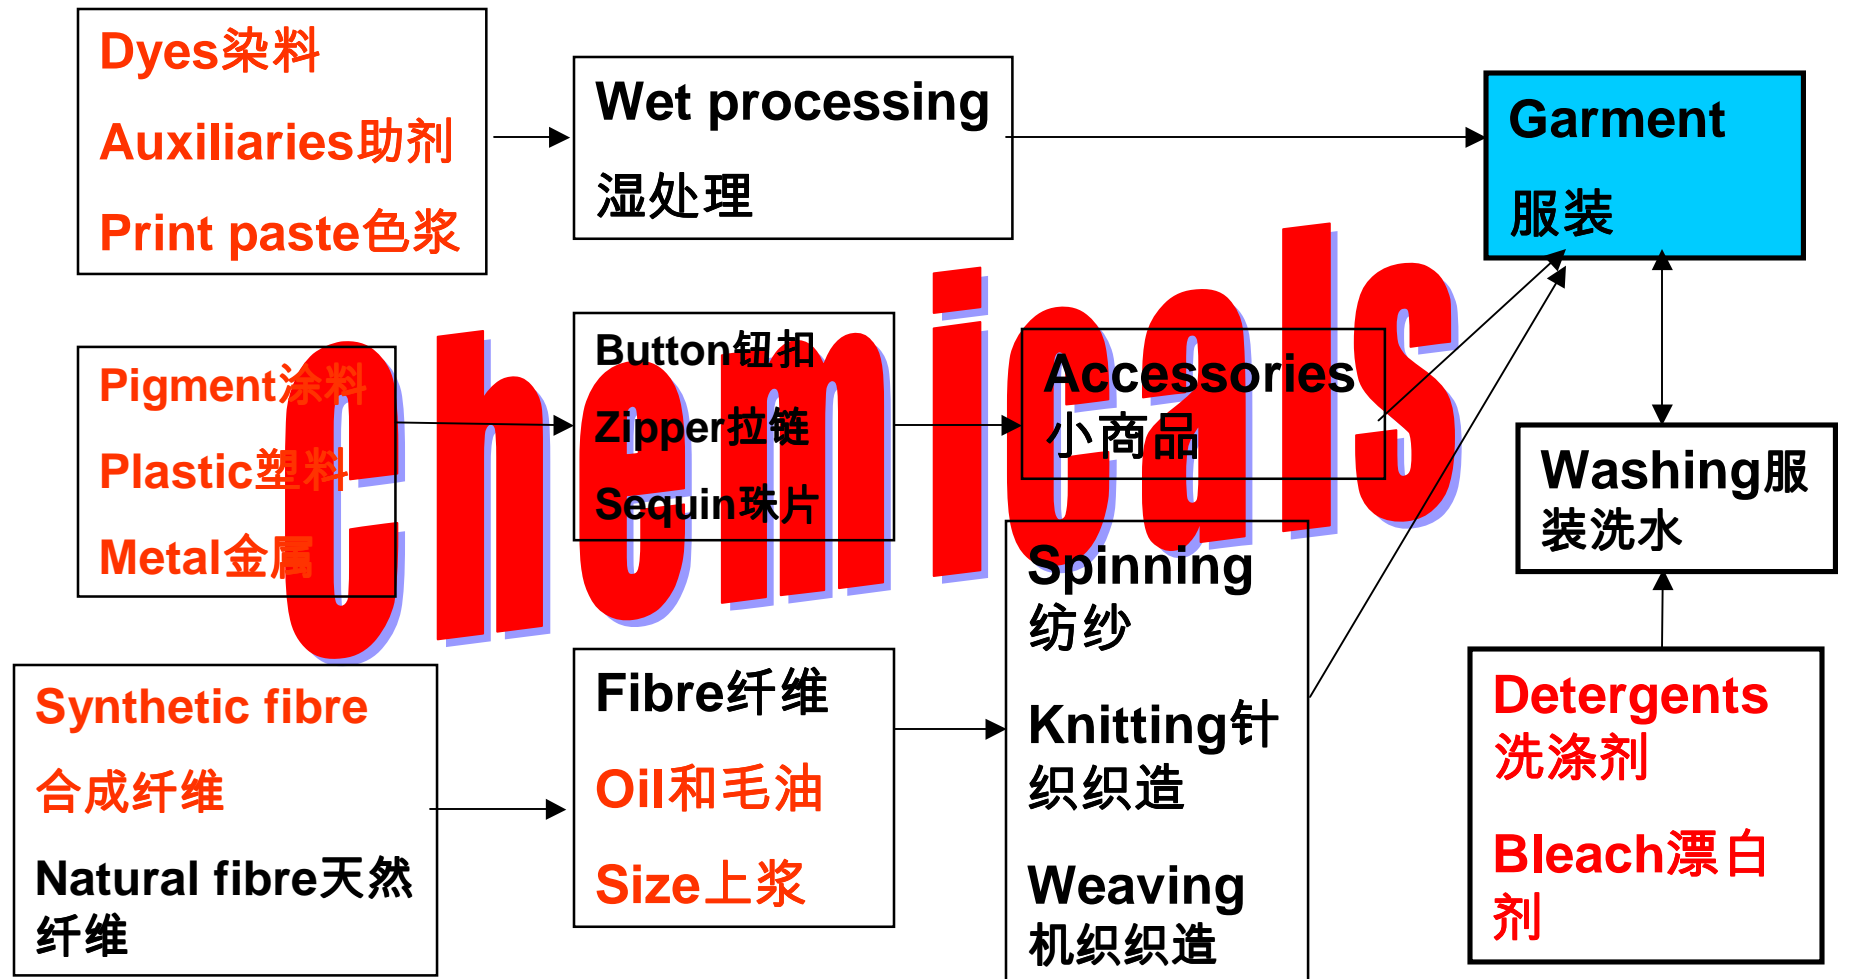 Dyes染料
Auxiliaries助剂
Print paste色浆
Wet processing
湿处理
Garment
服装
Chemicals
Pigment涂料
Plastic塑料
Metal金属
Button钮扣
Zipper拉链
Sequin珠片
Accessories
小商品
Washing服
装洗水
Synthetic fibre
合成纤维
Natural fibre天然
纤维
Fibre纤维
Oil和毛油
Size上浆
Spinning
纺纱
Knitting针
织织造
Weaving
机织织造
Detergents
洗涤剂
Bleach漂白
剂